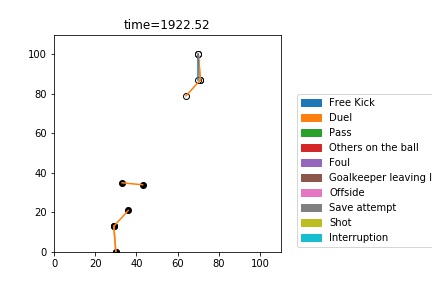 time=1922.52
100
80
60
40
20
0
0 20 40 60 80 100
Free Kick
Duel
Pass
Others on the ball
Foul
Goalkeeper leaving l
Offside
Save attempt
Shot
Interruption